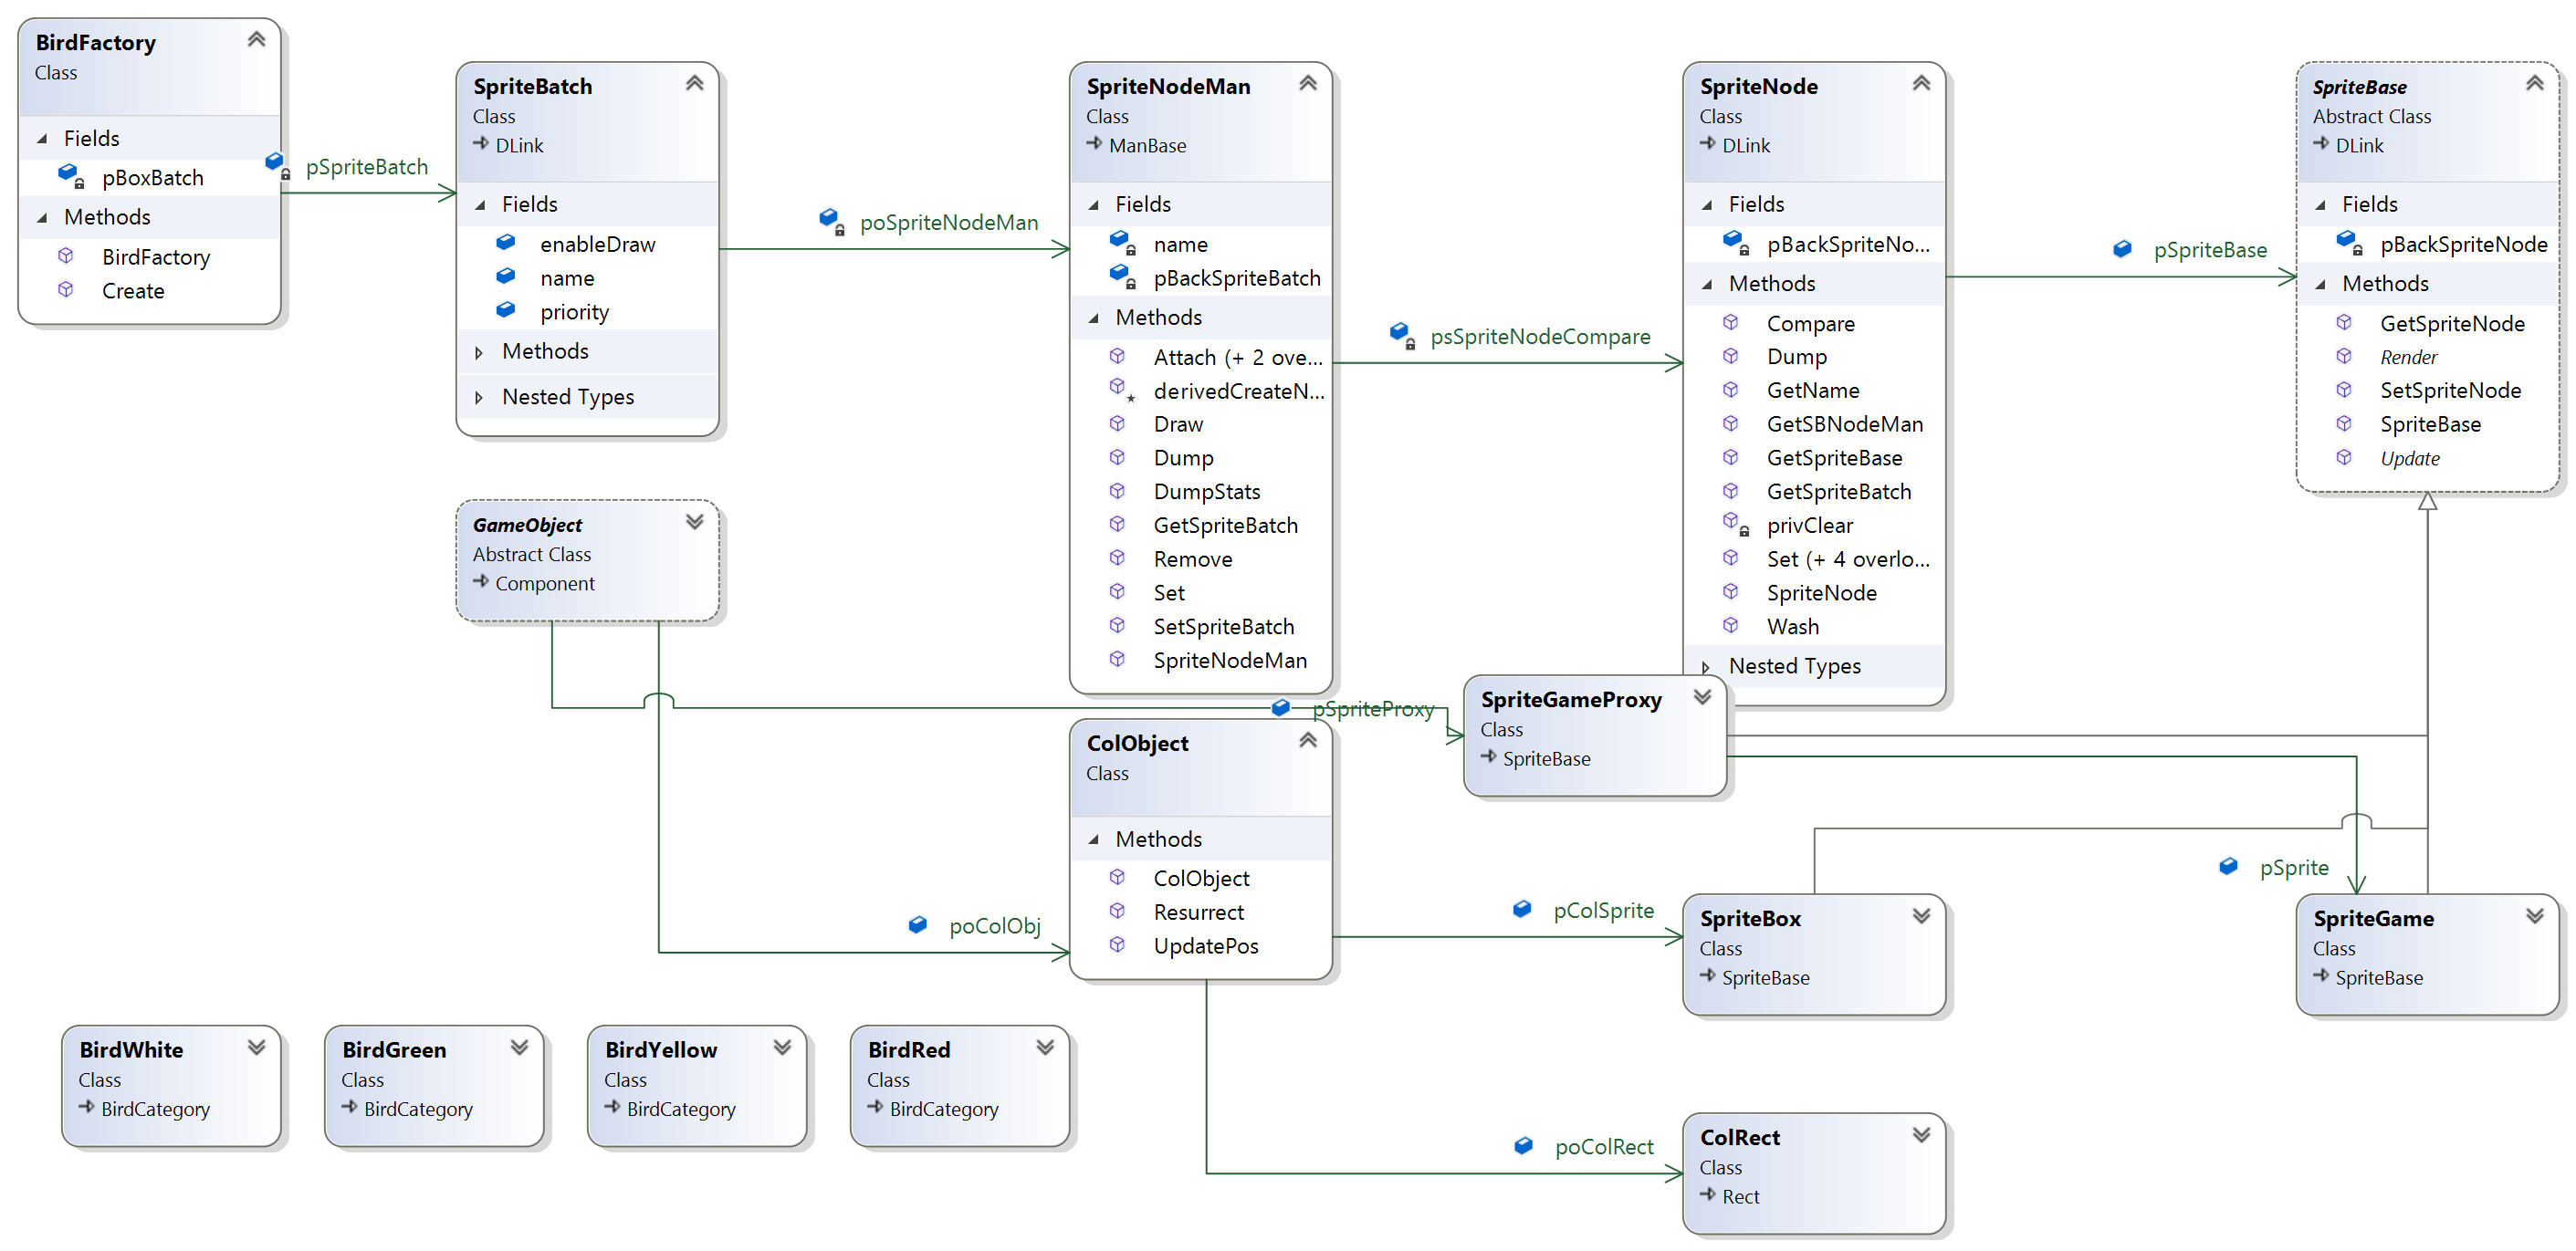 BirdFactory
Class
Fields
pBoxBatch
Methods
BirdFactory
Create
pSpriteBatch
SpriteBatch
Class
DLink
Fields
enableDraw
name
priority
Methods
Nested Types
poSpriteNodeMan
SpriteNodeMan
Class
ManBase
Fields
name
pBackSpriteBatch
Methods
Attach (+ 2 ove...
derivedCreateN...
Draw
Dump
DumpStats
GetSpriteBatch
Remove
Set
SetSpriteBatch
SpriteNodeMan
psSpriteNodeCompare
SpriteNode
Class
DLink
Fields
pBackSpriteNo...
Methods
Compare
Dump
GetName
GetSBNodeMan
GetSpriteBase
GetSpriteBatch
privClear
Set (+ 4 overlo...
SpriteNode
Wash
Nested Types
pSpriteBase
SpriteBase
Abstract Class
DLink
Fields
pBackSpriteNode
Methods
GetSpriteNode
Render
SetSpriteNode
SpriteBase
Update
GameObject
Abstract Class
Component
pSpriteProxy
SpriteGameProxy
Class
SpriteBase
poColObj
ColObject
Class
Methods
ColObject
Resurrect
UpdatePos
pColSprite
SpriteBox
Class
SpriteBase
pSprite
SpriteGame
Class
SpriteBase
BirdWhite
Class
BirdCategory
BirdGreen
Class
BirdCategory
BirdYellow
Class
BirdCategory
BirdRed
Class
BirdCategory
poColRect
ColRect
Class
Rect